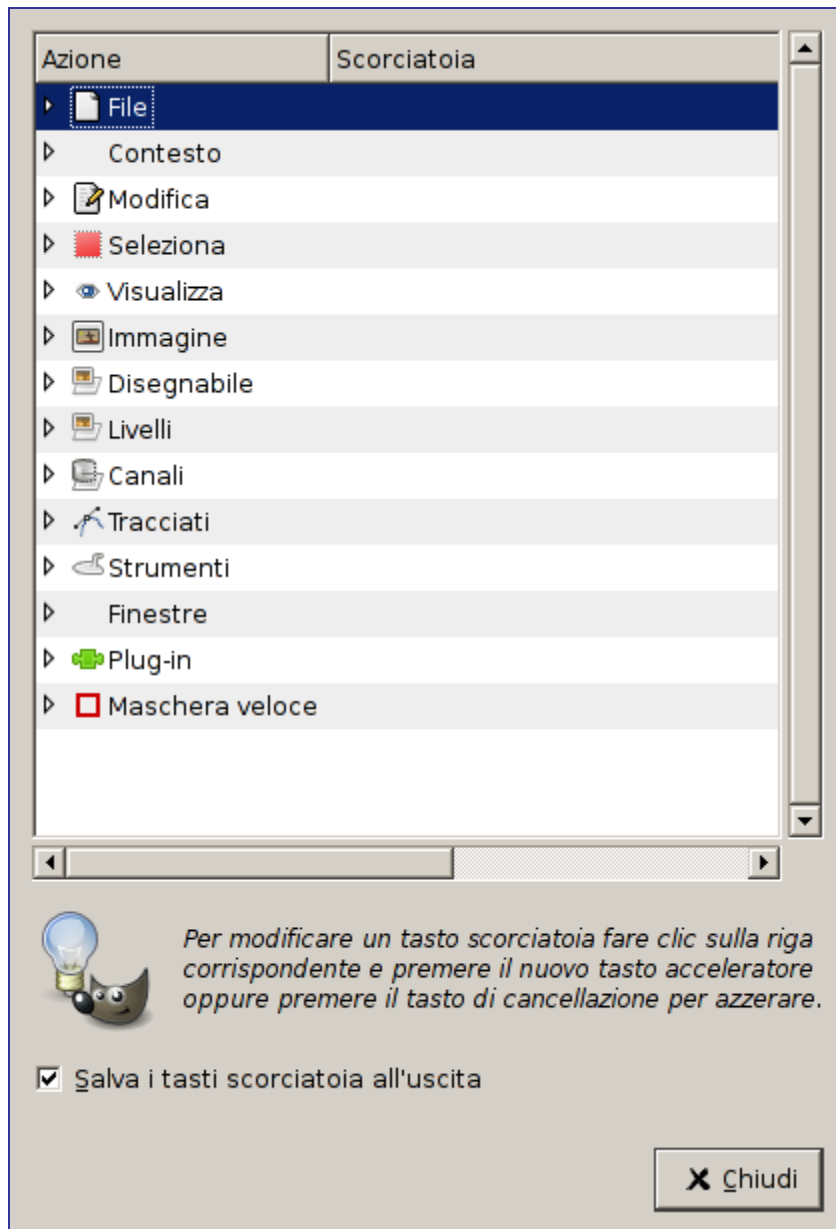 Azione Scorciatoia
File
Contesto
Modifica
Seleziona
Visualizza
Immagine
Disegnabile
Livelli
Canali
Tracciati
Strumenti
Finestre
Plug-in
Maschera veloce
Per modificare un tasto scorciatoia fare clic sulla riga
corrispondente e premere il nuovo tasto acceleratore
oppure premere il tasto di cancellazione per azzerare.
Salva i tasti scorciatoia all'uscita
Chiudi